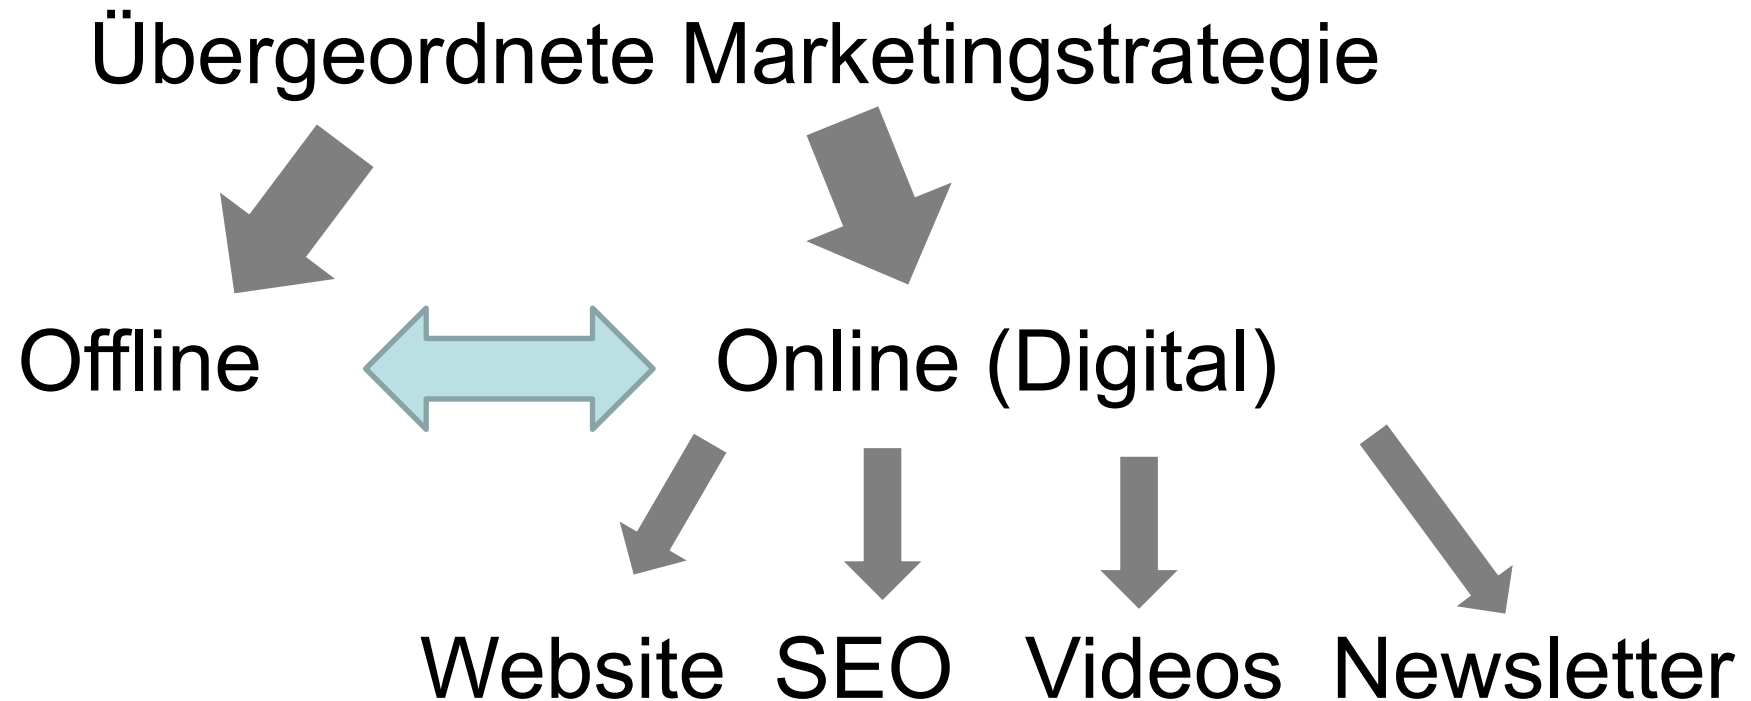 Übergeordnete Marketingstrategie
Offline Online (Digital)
Website SEO Videos Newsletter